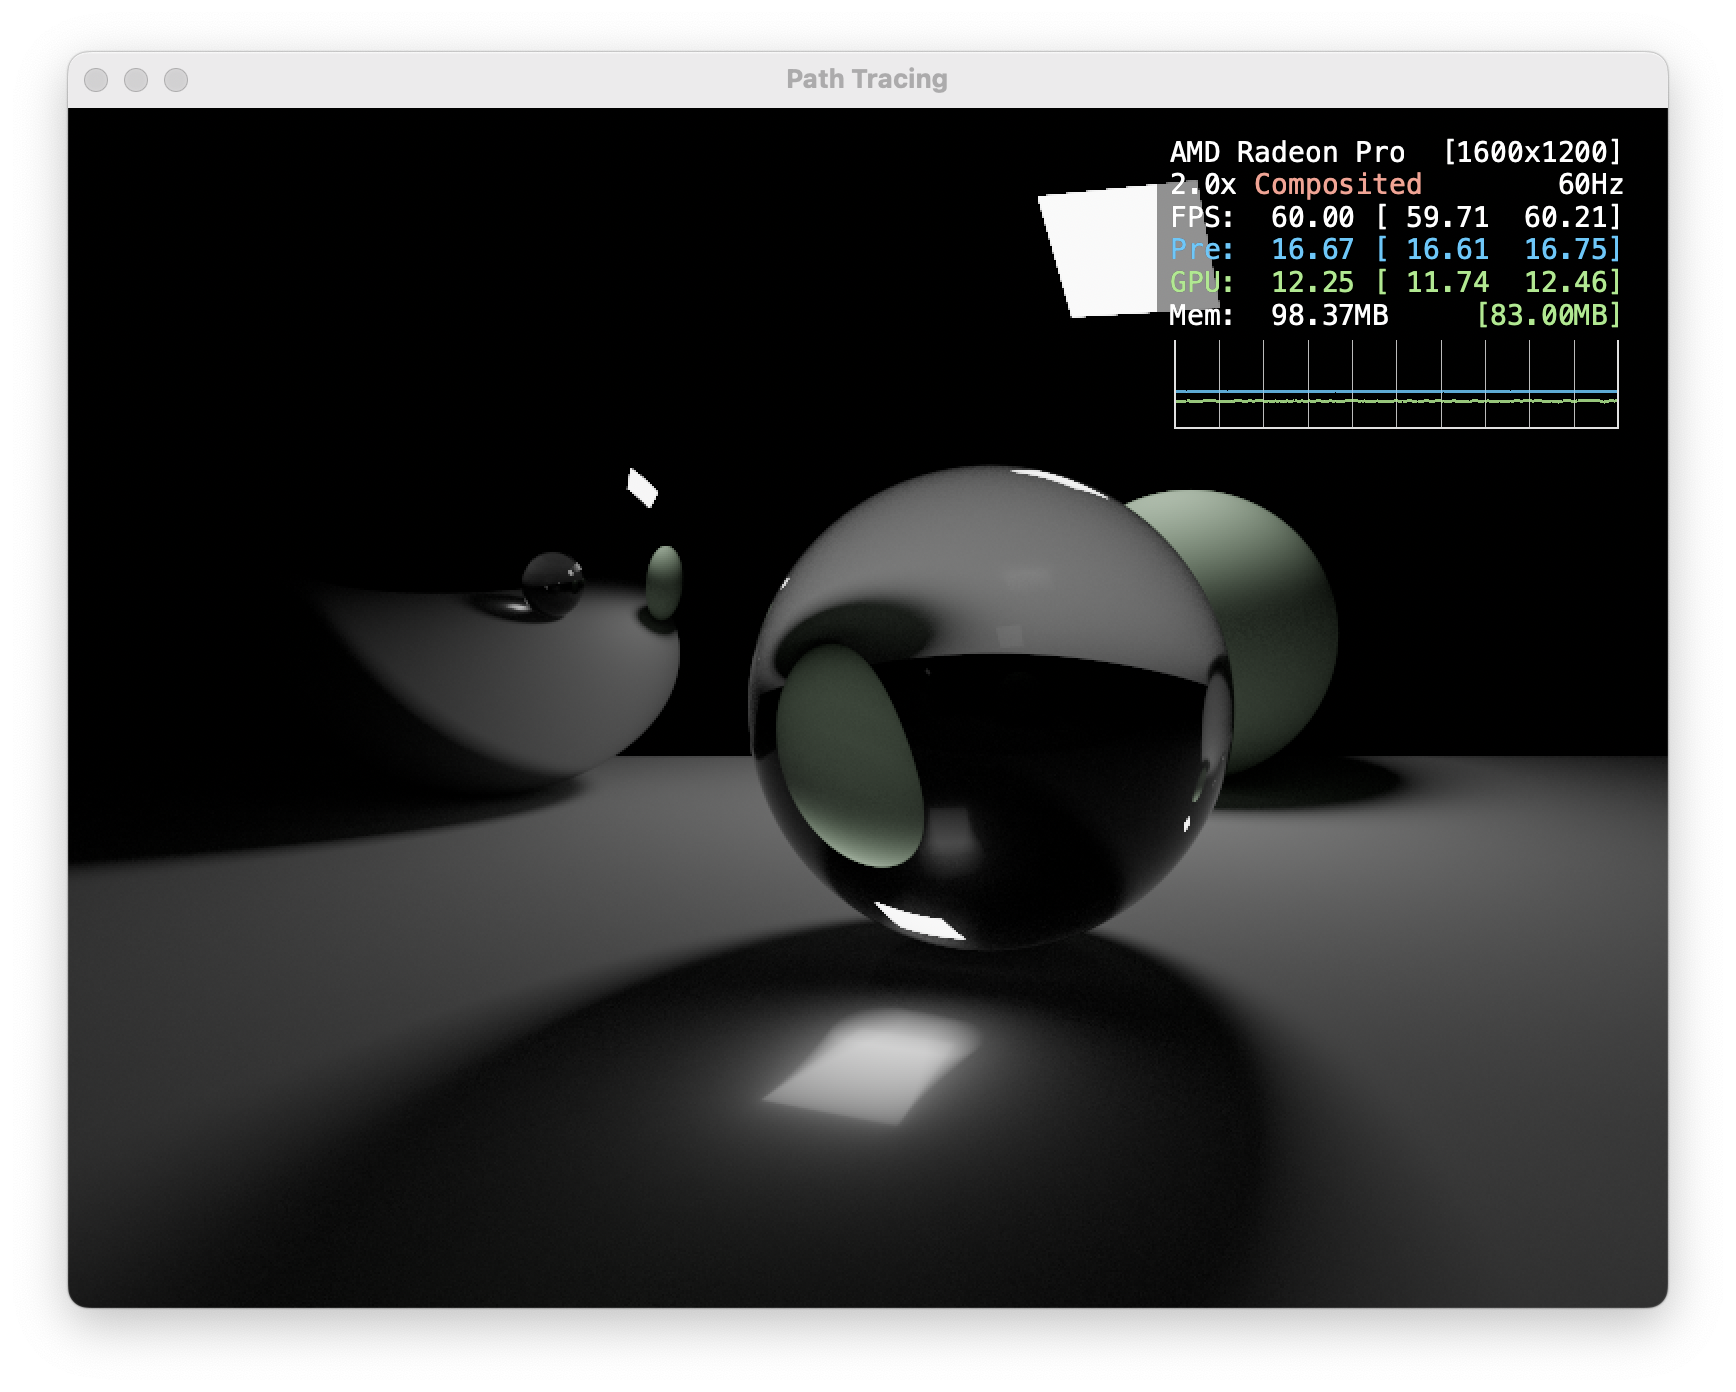 Path Tracing
AMD Radeon Pro [1600x1200]
2.0x Composited 60Hz
FPS: 60.00 [ 59.71 60.21]
Pre: 16.67 [ 16.61 16.75]
GPU: 12.25 [ 11.74 12.46]
Mem: 98.37MB [83.00MB]